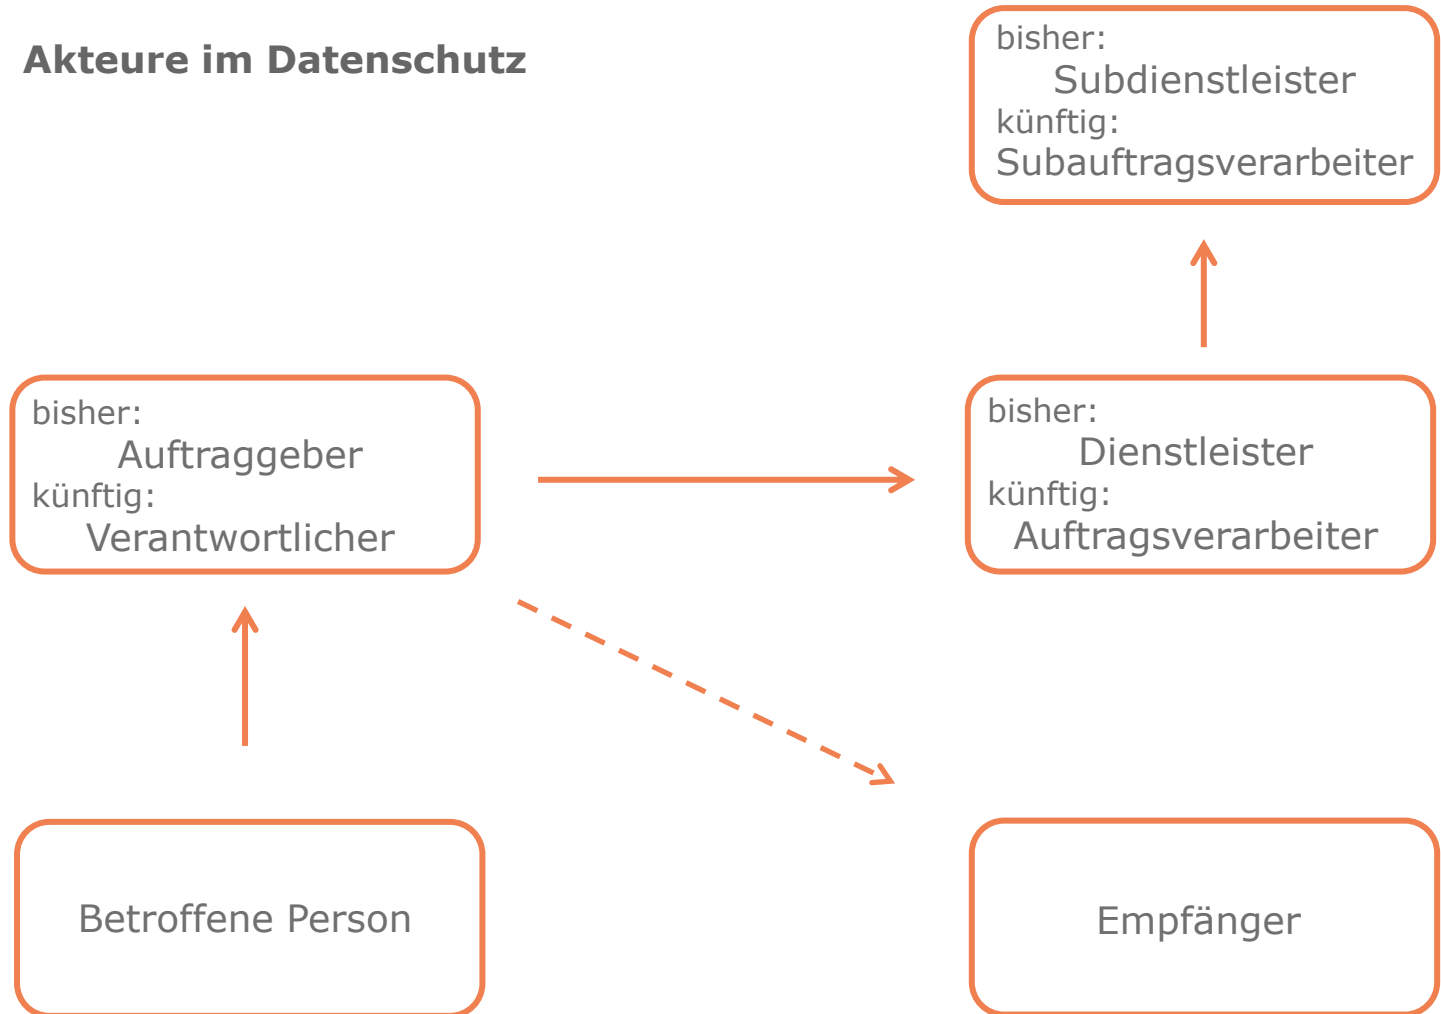 Akteure im Datenschutz
bisher:
Subdienstleister
künftig:
Subauftragsverarbeiter
bisher:
Auftraggeber
künftig:
Verantwortlicher
bisher:
Dienstleister
künftig:
Auftragsverarbeiter
Betroffene Person
Empfänger